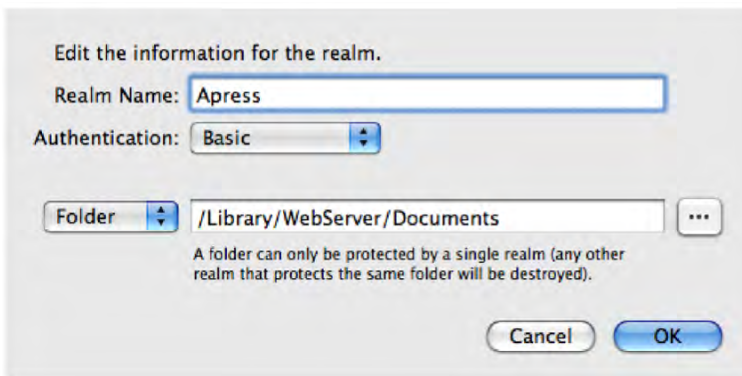 Edit the information for the realm.
Realm Name: Apress
Authentication: Basic
Folder /Library/WebServer/Documents ...
A folder can only be protected by a single realm (any other
realm that protects the same folder will be destroyed).
Cancel OK